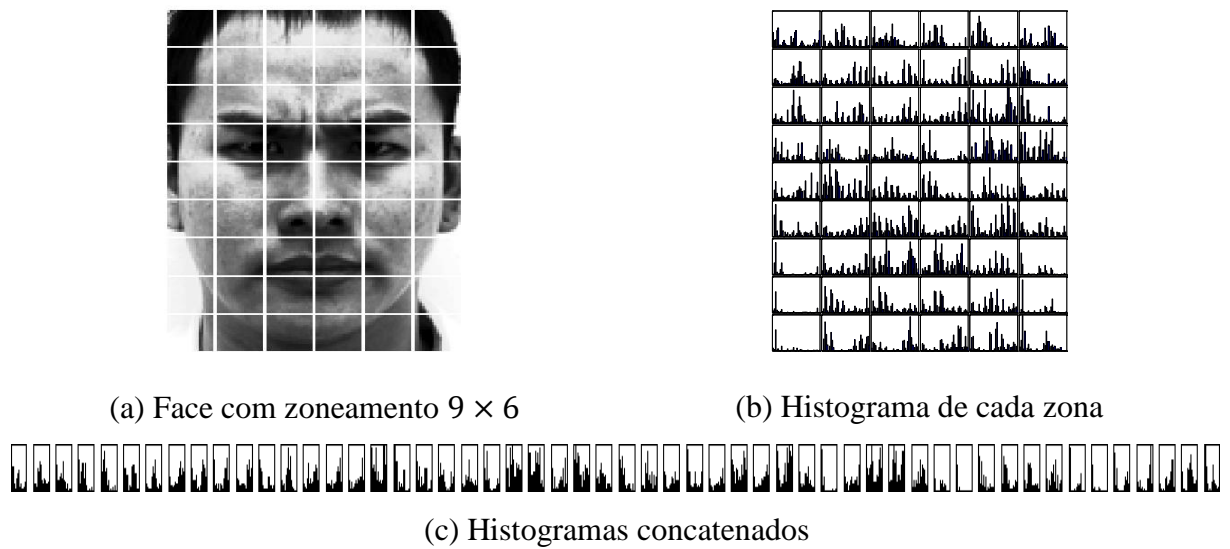 (a) Face com zoneamento 9 × 6
(b) Histograma de cada zona
(c) Histogramas concatenados